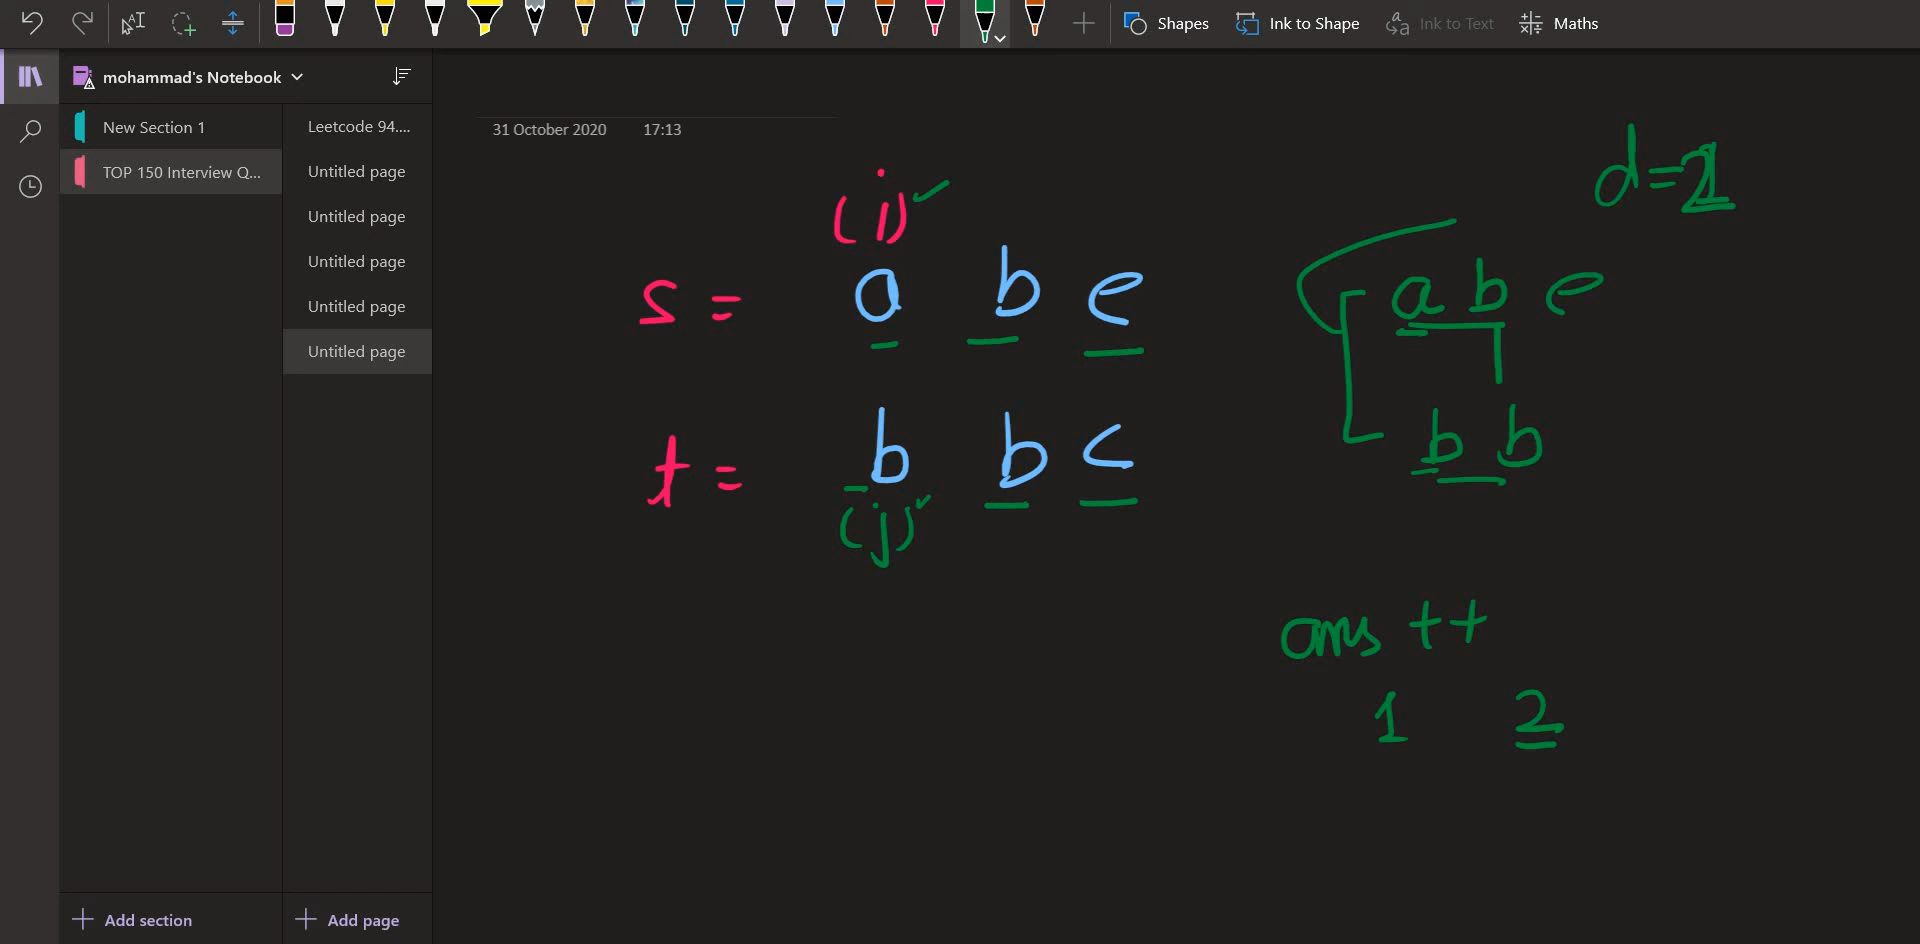 Shapes Ink to Shape Ink to Text Maths
mohammad's Notebook
New Section 1
TOP 150 Interview Q...
Leetcode 94....
Untitled page
Untitled page
Untitled page
Untitled page
Untitled page
31 October 2020 17:13
(i)
s = a b e
t = b b c
(j)
a b e
b b
ans ++
1 2
Add section
Add page